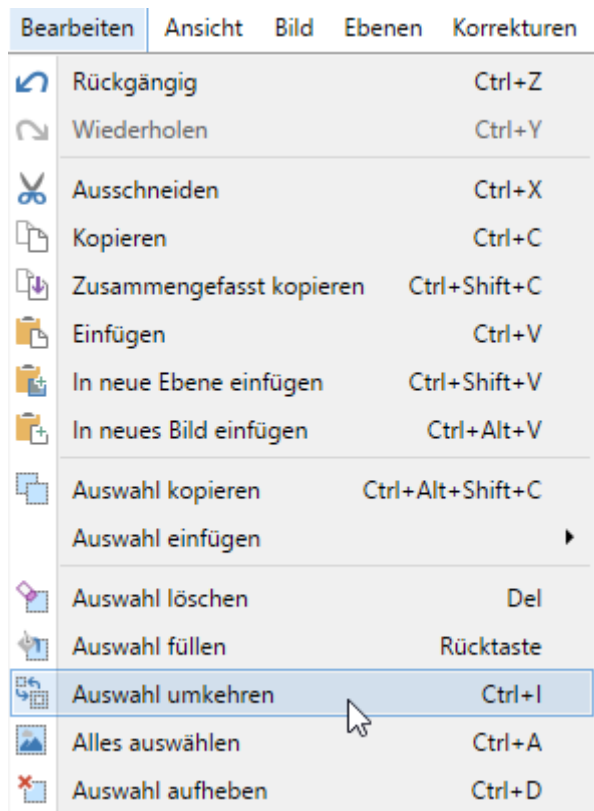 Bearbeiten Ansicht Bild Ebenen Korrekturen
Rückgängig Ctrl+Z
Wiederholen Ctrl+Y
Ausschneiden Ctrl+X
Kopieren Ctrl+C
Zusammengefasst kopieren Ctrl+Shift+C
Einfügen Ctrl+V
In neue Ebene einfügen Ctrl+Shift+V
In neues Bild einfügen Ctrl+Alt+V
Auswahl kopieren Ctrl+Alt+Shift+C
Auswahl einfügen
Auswahl löschen Del
Auswahl füllen Rücktaste
Auswahl umkehren Ctrl+I
Alles auswählen Ctrl+A
Auswahl aufheben Ctrl+D